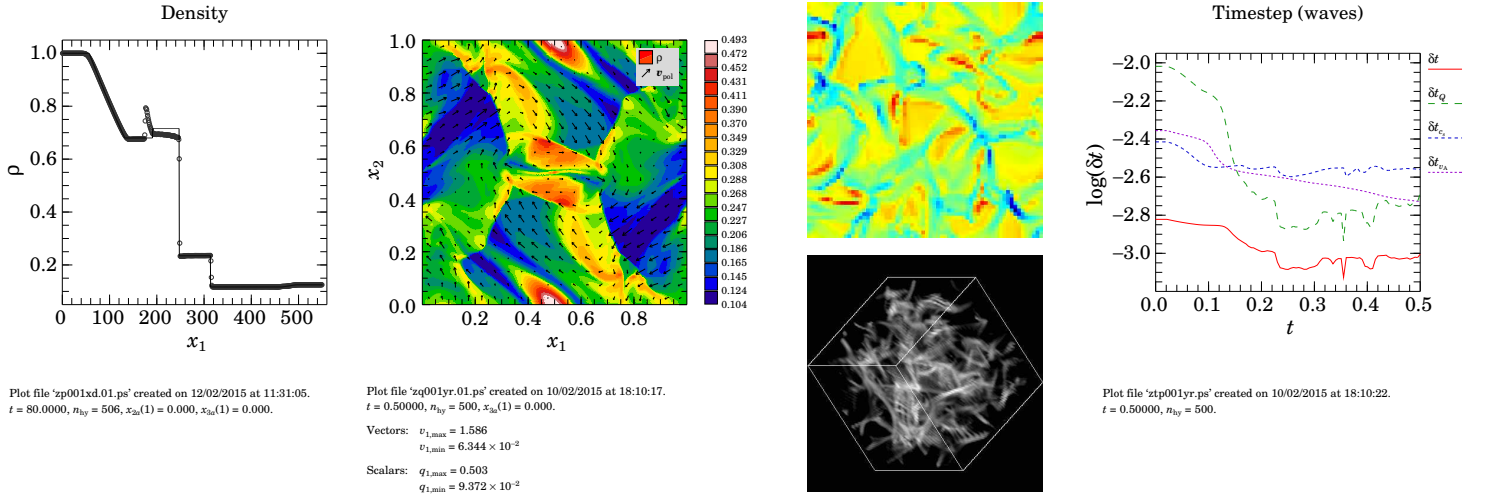 Density
1.0
0.8
0.6
0.4
0.2
ρ
0 100 200 300 400 500
x₁
Plot file ‘zp001xd.01.ps’ created on 12/02/2015 at 11:31:05.
t = 80.0000, nhy = 506, x2a(1) = 0.000, x3a(1) = 0.000.
1.0
0.8
0.6
0.4
0.2
0.0
x₂
0.2 0.4 0.6 0.8
x₁
ρ
vpol
0.493
0.472
0.452
0.431
0.411
0.390
0.370
0.349
0.329
0.308
0.288
0.268
0.247
0.227
0.206
0.186
0.165
0.145
0.124
0.104
Plot file ‘zq001yr.01.ps’ created on 10/02/2015 at 18:10:17.
t = 0.50000, nhy = 500, x3a(1) = 0.000.
Vectors: v1,max = 1.586
v1,min = 6.344 × 10⁻²
Scalars: q1,max = 0.503
q1,min = 9.372 × 10⁻²
Timestep (waves)
−2.0
−2.2
−2.4
−2.6
−2.8
−3.0
log(δt)
0.0 0.1 0.2 0.3 0.4 0.5
t
δt
δtQ
δtcs
δtvA
Plot file ‘ztp001yr.ps’ created on 10/02/2015 at 18:10:22.
t = 0.50000, nhy = 500.